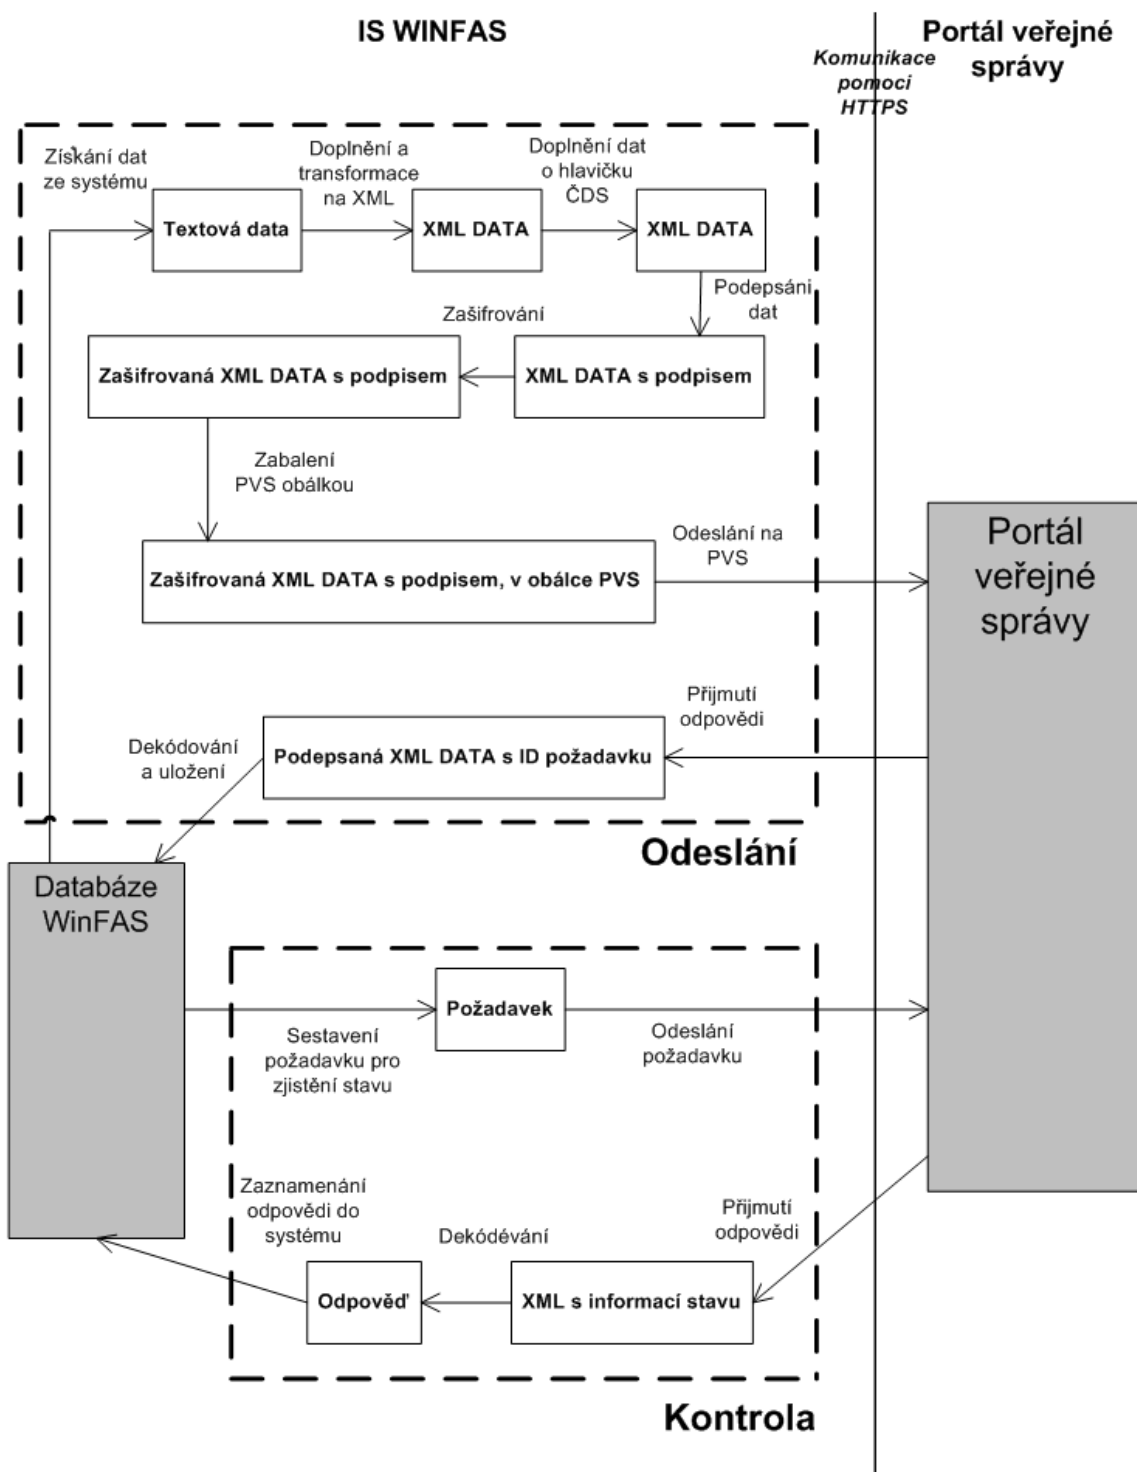 IS WINFAS
Portál veřejné
správy
Komunikace
pomoci
HTTPS
Získání dat
ze systému
Doplnění a
transformace
na XML
Doplnění dat
o hlavičku
ČDS
Textová data
XML DATA
XML DATA
Podepsáni
dat
Zašifrování
Zašifrovaná XML DATA s podpisem
XML DATA s podpisem
Zabalení
PVS obálkou
Odeslání na
PVS
Zašifrovaná XML DATA s podpisem, v obálce PVS
Portál
veřejné
správy
Přijmutí
odpovědi
Dekódování
a uložení
Podepsaná XML DATA s ID požadavku
Odeslání
Databáze
WinFAS
Požadavek
Sestavení
požadavku pro
zjistění stavu
Odeslání
požadavku
Zaznamenání
odpovědi do
systému
Dekódévání
Přijmutí
odpovědi
Odpověď
XML s informací stavu
Kontrola